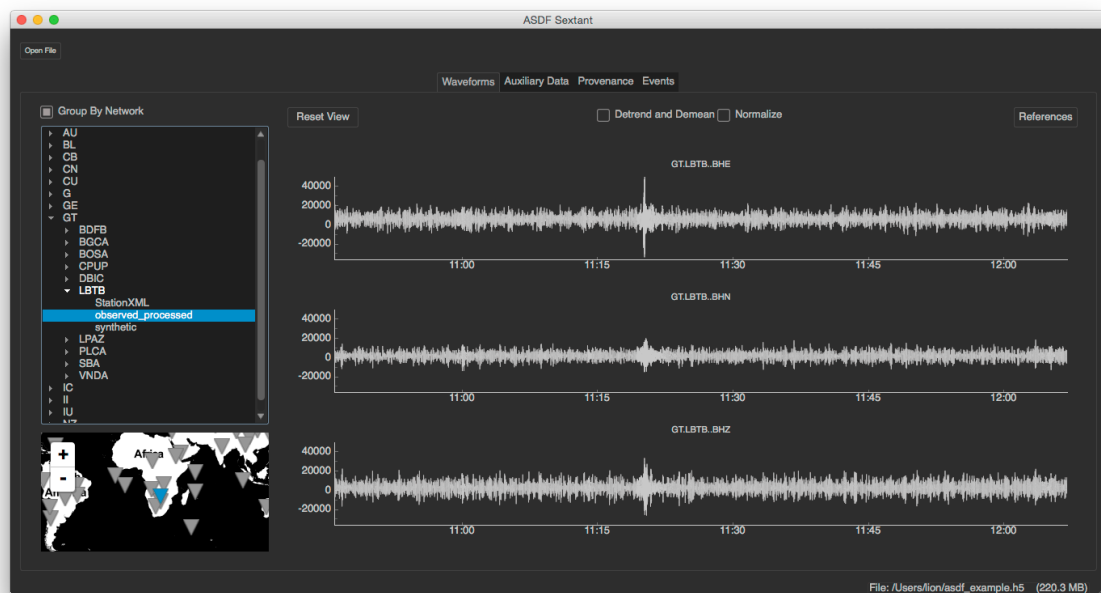 ASDF Sextant
Open File
Waveforms Auxiliary Data Provenance Events
Group By Network
Reset View
Detrend and Demean
Normalize
References
AU
BL
CB
CN
CU
G
GE
GT
BDFB
BGCA
BOSA
CPUP
DBIC
LBTB
StationXML
observed_processed
synthetic
LPAZ
PLCA
SBA
VNDA
IC
II
IU
NZ
+
-
Africa
GT.LBTB..BHE
40000
20000
0
-20000
11:00 11:15 11:30 11:45 12:00
GT.LBTB..BHN
40000
20000
0
-20000
11:00 11:15 11:30 11:45 12:00
GT.LBTB..BHZ
40000
20000
0
-20000
11:00 11:15 11:30 11:45 12:00
File: /Users/lion/asdf_example.h5 (220.3 MB)